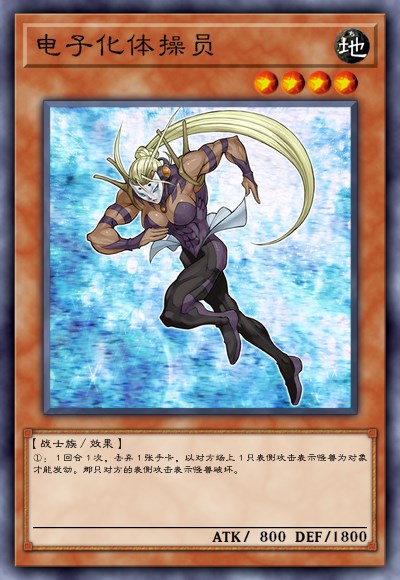 电子化体操员
地
【战士族／效果】
①：1回合1次，丢弃1张手卡，以对方场上1只表侧攻击表示怪兽为对象
才能发动。那只对方的表侧攻击表示怪兽破坏。
ATK/ 800 DEF/1800